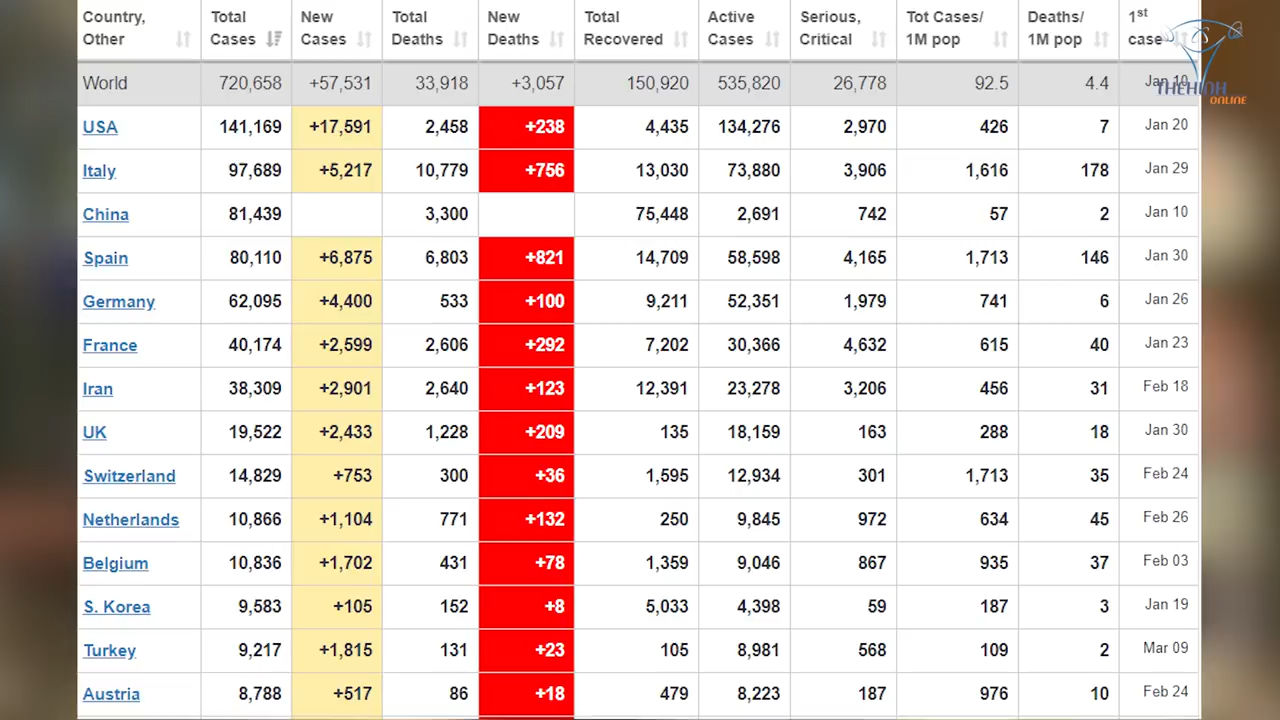 Country, Other Total Cases New Cases Total Deaths New Deaths Total Recovered Active Cases Serious, Critical Tot Cases/ 1M pop Deaths/ 1M pop 1st case
World 720,658 +57,531 33,918 +3,057 150,920 535,820 26,778 92.5 4.4 Jan 10
USA 141,169 +17,591 2,458 +238 4,435 134,276 2,970 426 7 Jan 20
Italy 97,689 +5,217 10,779 +756 13,030 73,880 3,906 1,616 178 Jan 29
China 81,439 3,300 75,448 2,691 742 57 2 Jan 10
Spain 80,110 +6,875 6,803 +821 14,709 58,598 4,165 1,713 146 Jan 30
Germany 62,095 +4,400 533 +100 9,211 52,351 1,979 741 6 Jan 26
France 40,174 +2,599 2,606 +292 7,202 30,366 4,632 615 40 Jan 23
Iran 38,309 +2,901 2,640 +123 12,391 23,278 3,206 456 31 Feb 18
UK 19,522 +2,433 1,228 +209 135 18,159 163 288 18 Jan 30
Switzerland 14,829 +753 300 +36 1,595 12,934 301 1,713 35 Feb 24
Netherlands 10,866 +1,104 771 +132 250 9,845 972 634 45 Feb 26
Belgium 10,836 +1,702 431 +78 1,359 9,046 867 935 37 Feb 03
S. Korea 9,583 +105 152 +8 5,033 4,398 59 187 3 Jan 19
Turkey 9,217 +1,815 131 +23 105 8,981 568 109 2 Mar 09
Austria 8,788 +517 86 +18 479 8,223 187 976 10 Feb 24
THEHINH
ONLINE